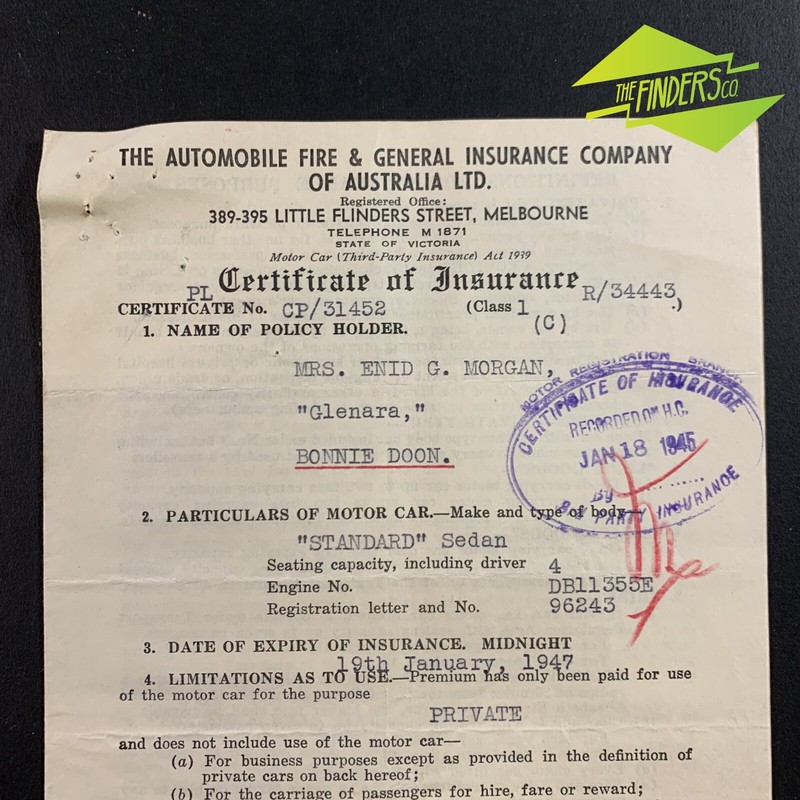 THE FINDERS CO.
THE AUTOMOBILE FIRE & GENERAL INSURANCE COMPANY
OF AUSTRALIA LTD.
Registered Office:
389-395 LITTLE FLINDERS STREET, MELBOURNE
TELEPHONE M 1871
STATE OF VICTORIA
Motor Car (Third-Party Insurance) Act 1939
PL Certificate of Insurance R/34443
CERTIFICATE No. CP/31452 (Class 1 .)
(C)
1. NAME OF POLICY HOLDER.
MRS. ENID G. MORGAN,
"Glenara,"
BONNIE DOON.
MOTOR REGISTRATION BRANCH
CERTIFICATE OF INSURANCE
RECORDED ON H.C.
JAN 18 1945
By ..........
PARTY INSURANCE
2. PARTICULARS OF MOTOR CAR.—Make and type of body—
"STANDARD" Sedan
Seating capacity, including driver 4
Engine No. DB11355E
Registration letter and No. 96243
3. DATE OF EXPIRY OF INSURANCE. MIDNIGHT
19th January, 1947
4. LIMITATIONS AS TO USE.—Premium has only been paid for use
of the motor car for the purpose
PRIVATE
and does not include use of the motor car—
(a) For business purposes except as provided in the definition of
private cars on back hereof;
(b) For the carriage of passengers for hire, fare or reward;